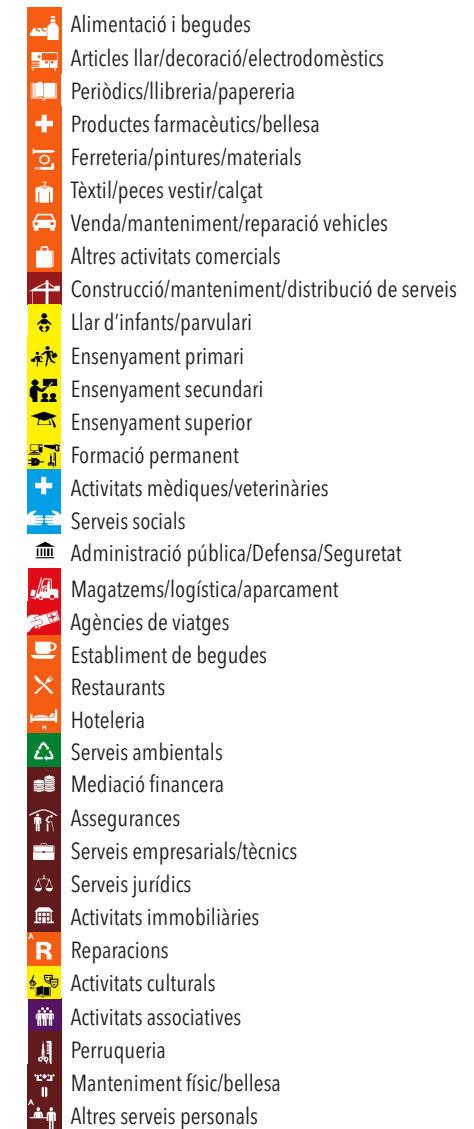 Alimentació i begudes
Articles llar/decoració/electrodomèstics
Periòdics/llibreria/papereria
Productes farmacèutics/bellesa
Ferreteria/pintures/materials
Tèxtil/peces vestir/calçat
Venda/manteniment/reparació vehicles
Altres activitats comercials
Construcció/manteniment/distribució de serveis
Llar d'infants/parvulari
Ensenyament primari
Ensenyament secundari
Ensenyament superior
Formació permanent
Activitats mèdiques/veterinàries
Serveis socials
Administració pública/Defensa/Seguretat
Magatzems/logística/aparcament
Agències de viatges
Establiment de begudes
Restaurants
H Hoteleria
Serveis ambientals
Mediació financera
Assegurances
Serveis empresarials/tècnics
Serveis jurídics
Activitats immobiliàries
A R Reparacions
Activitats culturals
Activitats associatives
Perruqueria
Manteniment físic/bellesa
A Altres serveis personals